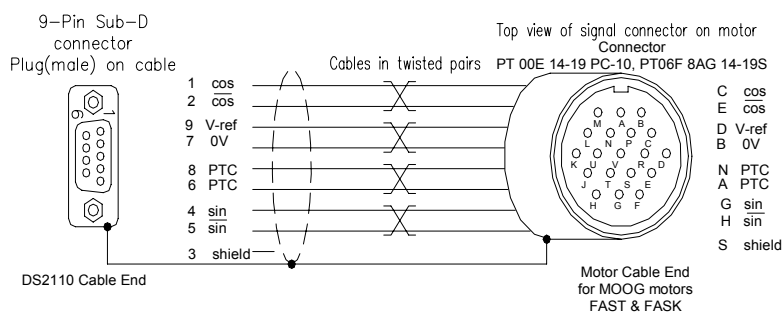 9-Pin Sub-D
connector
Plug(male) on cable
Cables in twisted pairs
Top view of signal connector on motor
Connector
PT 00E 14-19 PC-10, PT06F 8AG 14-19S
1
6
1 cos
2 cos
9 V-ref
7 0V
8 PTC
6 PTC
4 sin
5 sin
3 shield
M A B
L N P C
K U V R D
J T S E
H G F
C cos
E cos
D V-ref
B 0V
N PTC
A PTC
G sin
H sin
S shield
DS2110 Cable End
Motor Cable End
for MOOG motors
FAST & FASK